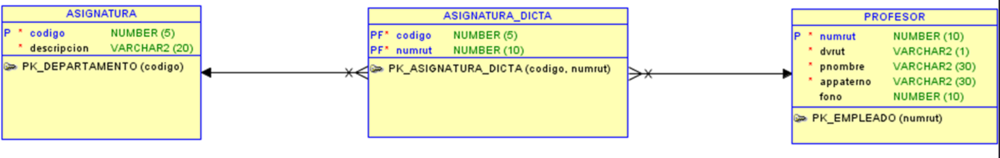 ASIGNATURA
P * codigo NUMBER (5)
* descripcion VARCHAR2 (20)
PK_DEPARTAMENTO (codigo)
ASIGNATURA_DICTA
PF* codigo NUMBER (5)
PF* numrut NUMBER (10)
PK_ASIGNATURA_DICTA (codigo, numrut)
PROFESOR
P * numrut NUMBER (10)
* dvrut VARCHAR2 (1)
* pnombre VARCHAR2 (30)
* appaterno VARCHAR2 (30)
fono NUMBER (10)
PK_EMPLEADO (numrut)